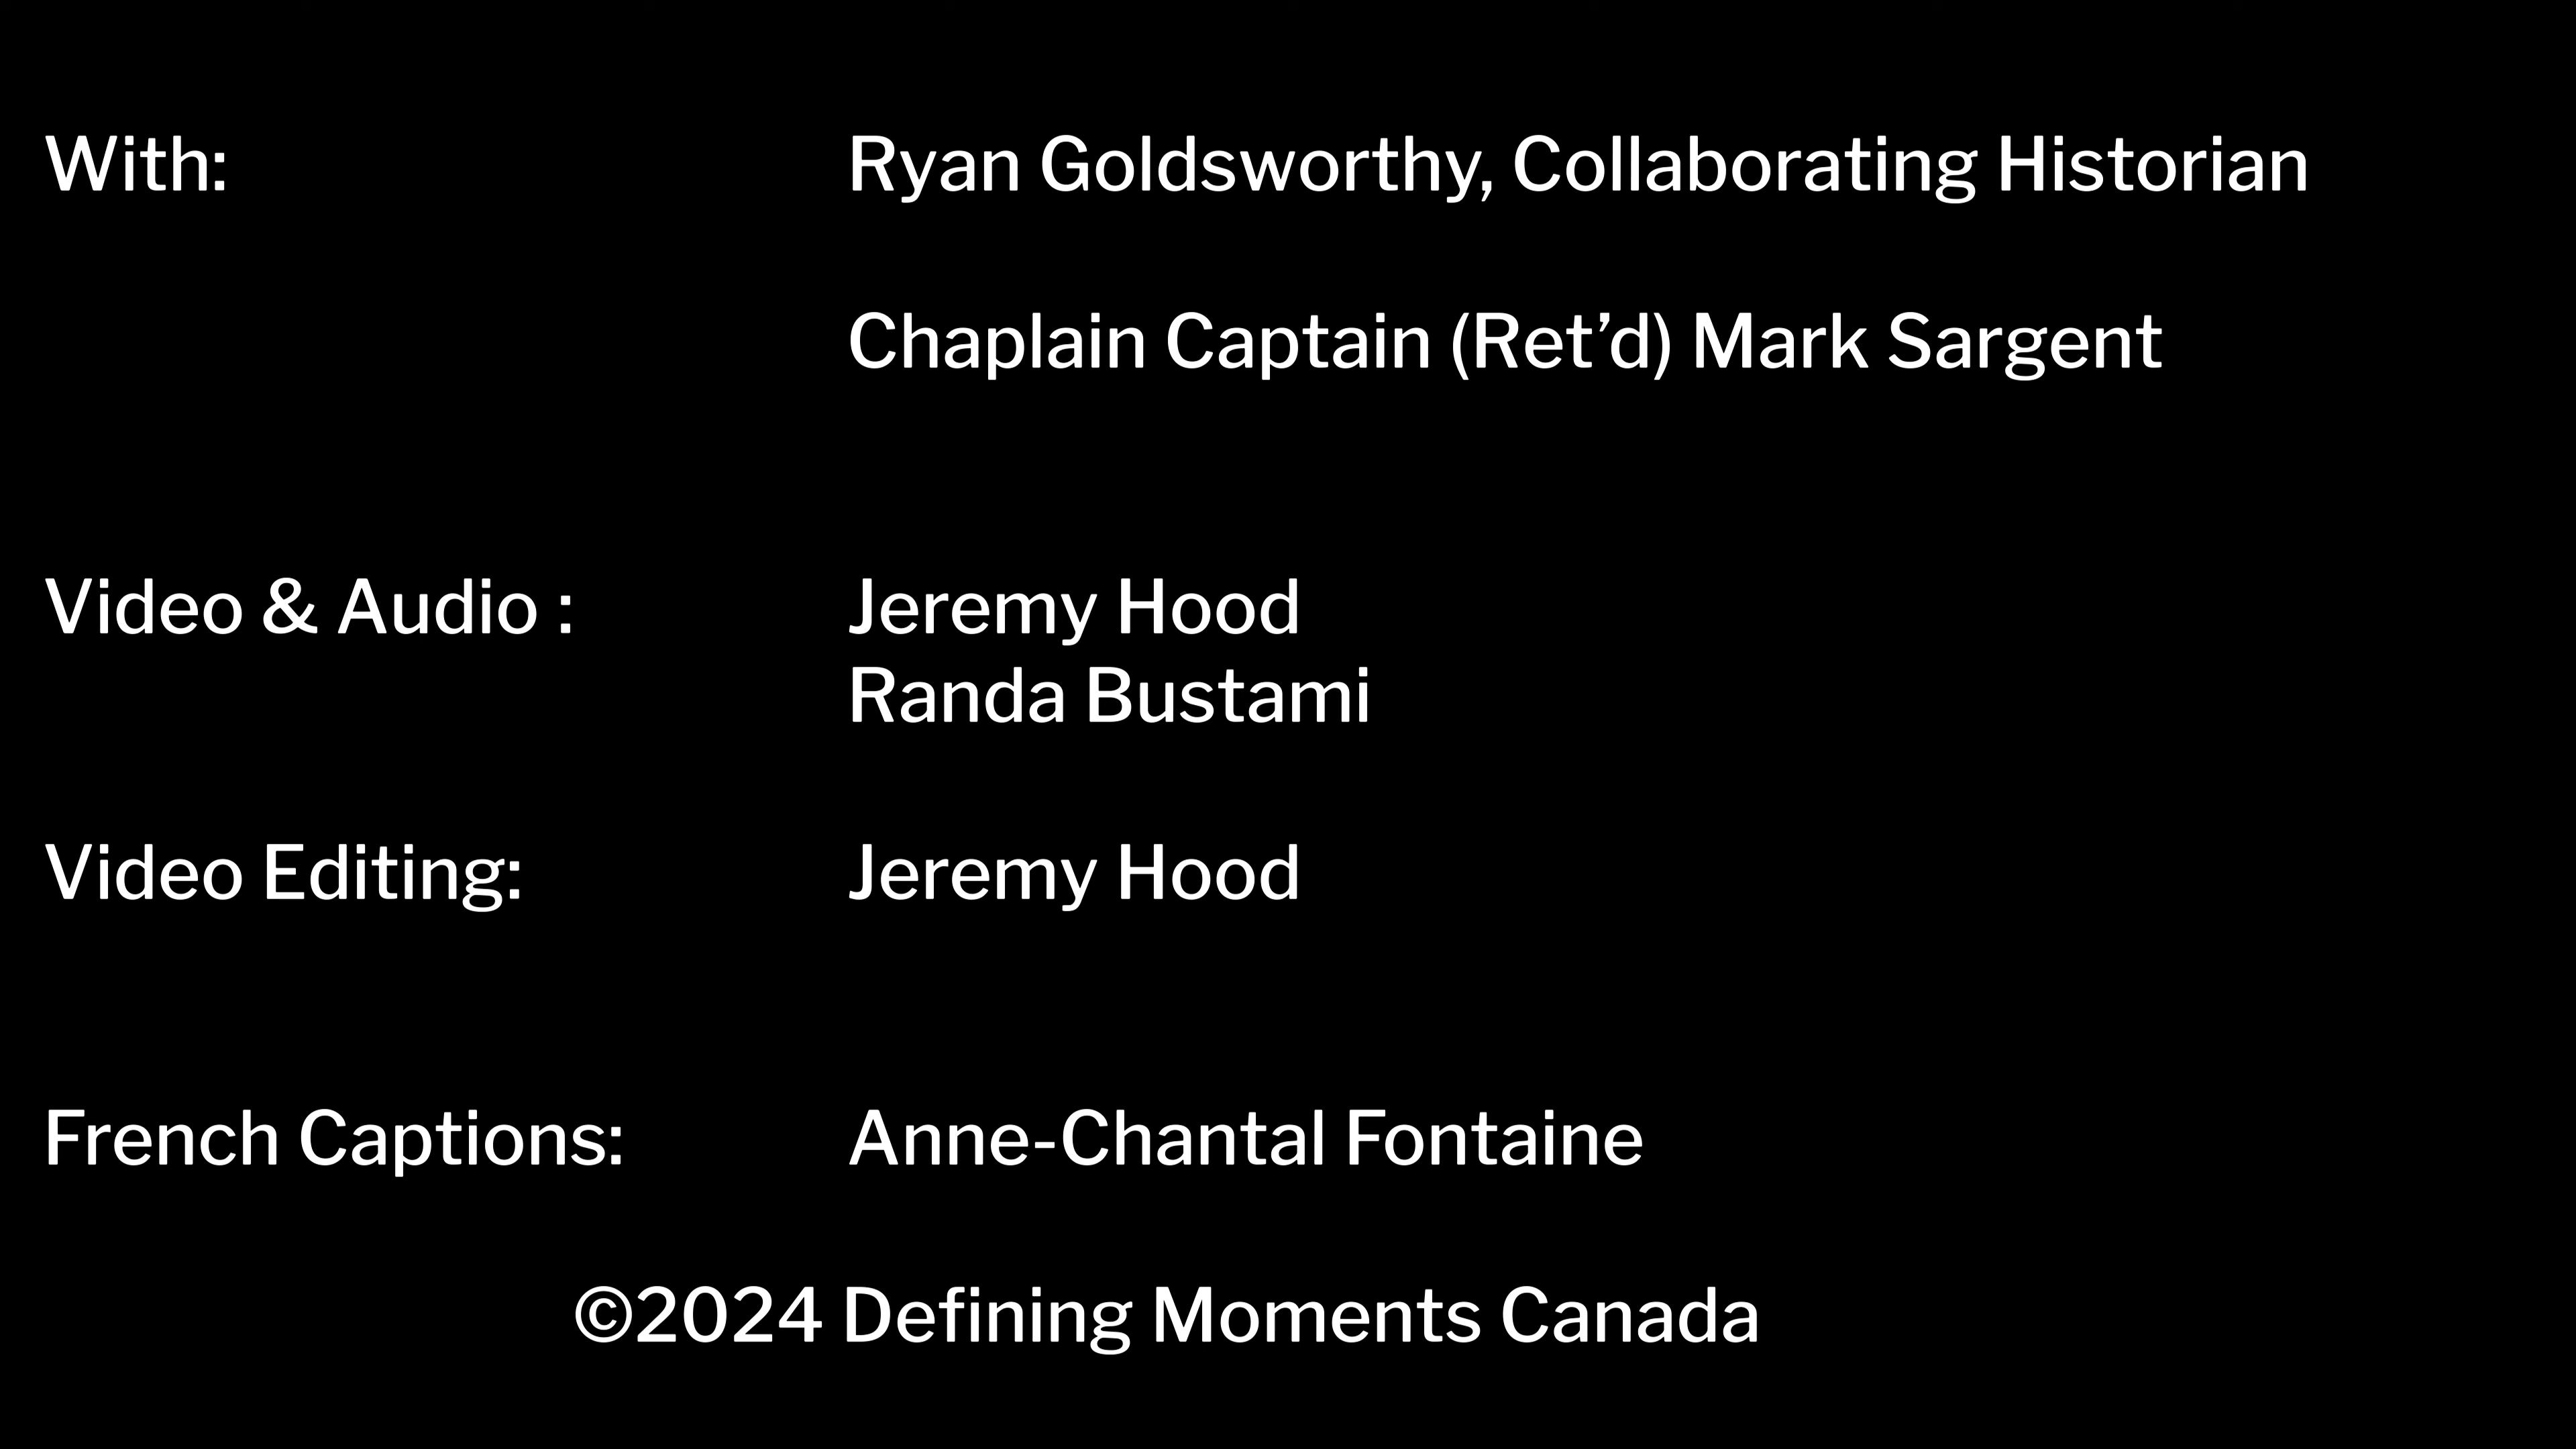 With: Ryan Goldsworthy, Collaborating Historian
Chaplain Captain (Ret’d) Mark Sargent
Video & Audio : Jeremy Hood
Randa Bustami
Video Editing: Jeremy Hood
French Captions: Anne-Chantal Fontaine
©2024 Defining Moments Canada